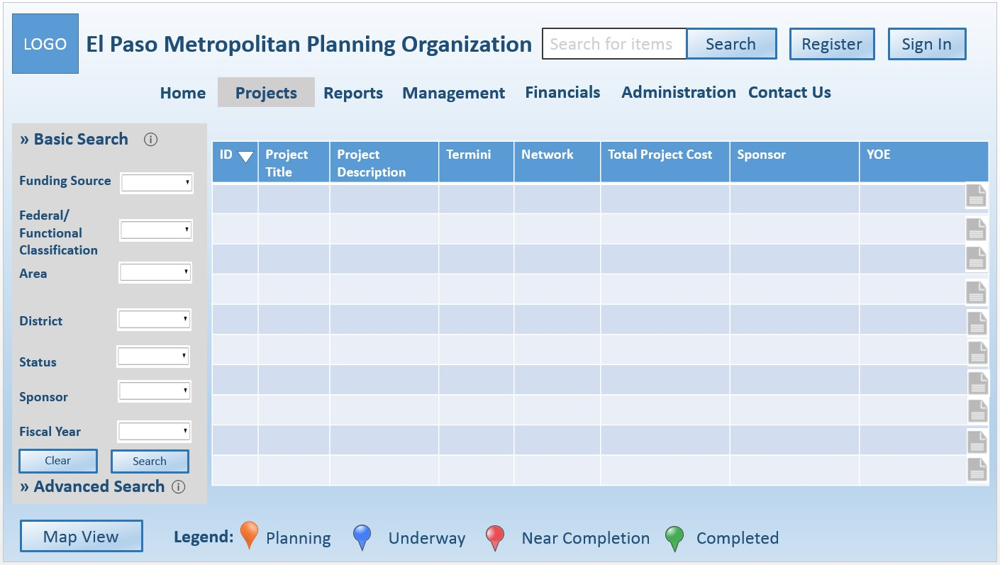 LOGO
El Paso Metropolitan Planning Organization
Search for items
Search
Register
Sign In
Home
Projects
Reports
Management
Financials
Administration
Contact Us
» Basic Search
Funding Source
Federal/
Functional
Classification
Area
District
Status
Sponsor
Fiscal Year
Clear
Search
» Advanced Search
ID
Project
Title
Project
Description
Termini
Network
Total Project Cost
Sponsor
YOE
Map View
Legend:
Planning
Underway
Near Completion
Completed